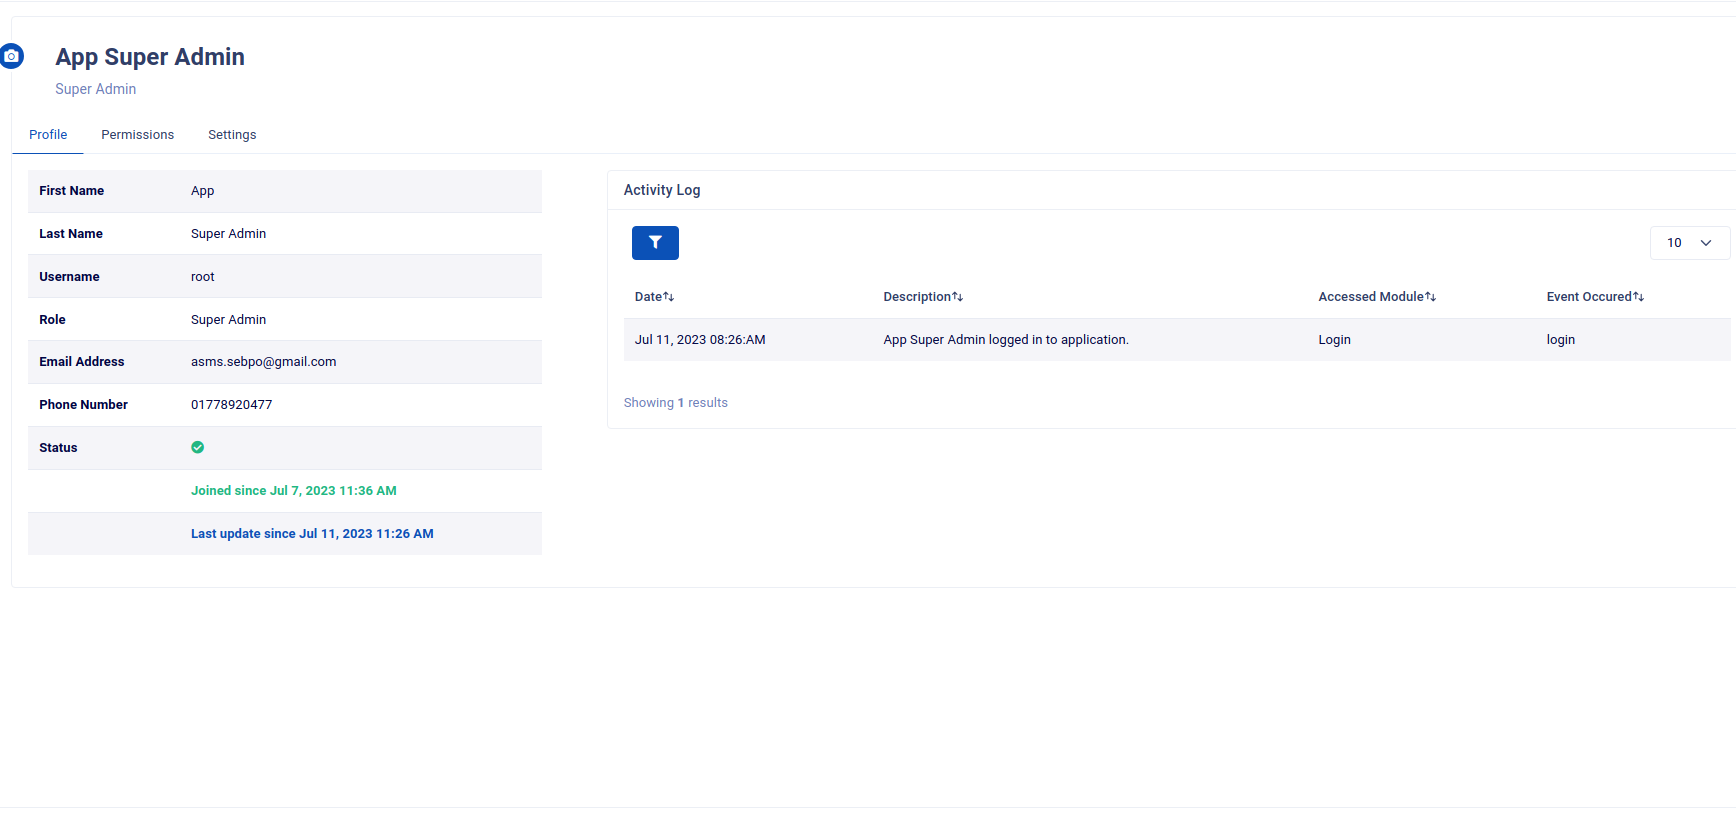 App Super Admin
Super Admin
Profile Permissions Settings
First Name App
Last Name Super Admin
Username root
Role Super Admin
Email Address asms.sebpo@gmail.com
Phone Number 01778920477
Status
Joined since Jul 7, 2023 11:36 AM
Last update since Jul 11, 2023 11:26 AM
Activity Log
10
Date Description Accessed Module Event Occured
Jul 11, 2023 08:26:AM App Super Admin logged in to application. Login login
Showing 1 results